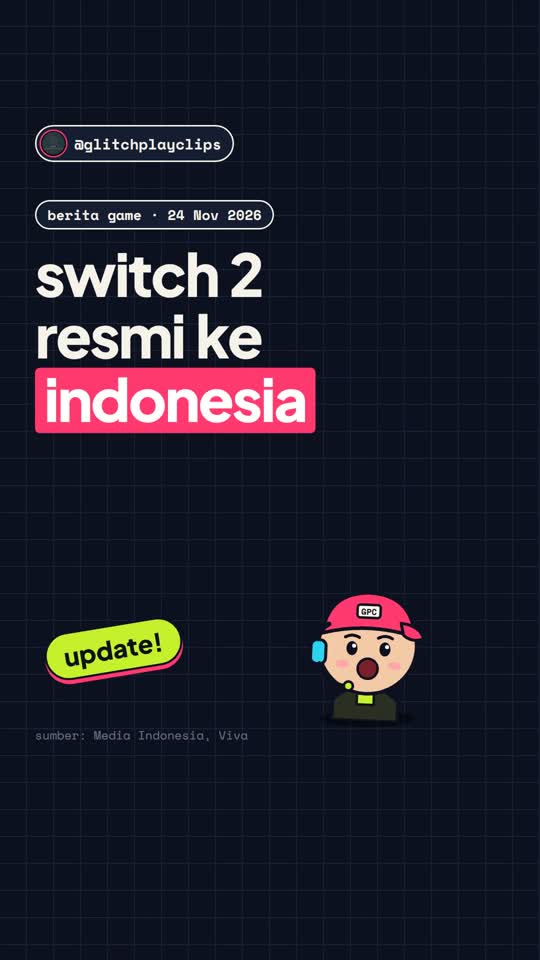 @glitchplayclips
berita game · 24 Nov 2026
switch 2
resmi ke
indonesia
GPC
update!
sumber: Media Indonesia, Viva